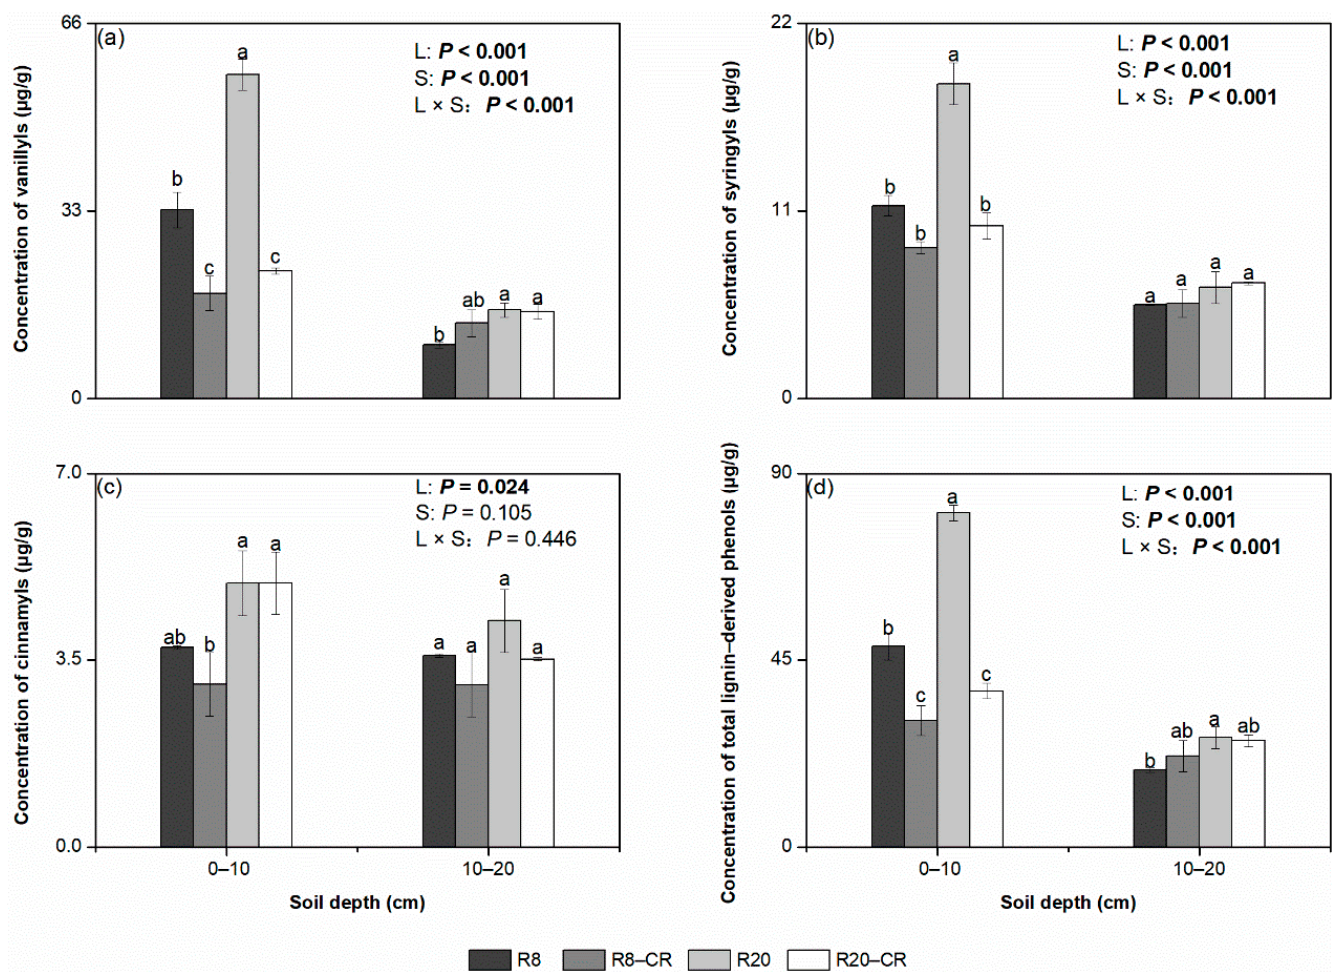 (a)
L: P < 0.001
S: P < 0.001
L × S: P < 0.001
Concentration of vanillyls (µg/g)
66
33
0
b
c
a
c
b
ab
a
a
(b)
L: P < 0.001
S: P < 0.001
L × S: P < 0.001
Concentration of syringyls (µg/g)
22
11
0
b
b
a
b
a
a
a
a
(c)
L: P = 0.024
S: P = 0.105
L × S: P = 0.446
Concentration of cinnamyls (µg/g)
7.0
3.5
0.0
ab
b
a
a
a
a
a
a
0–10
10–20
Soil depth (cm)
(d)
L: P < 0.001
S: P < 0.001
L × S: P < 0.001
Concentration of total lignin–derived phenols (µg/g)
90
45
0
b
c
a
c
b
ab
a
ab
0–10
10–20
Soil depth (cm)
R8 R8–CR R20 R20–CR